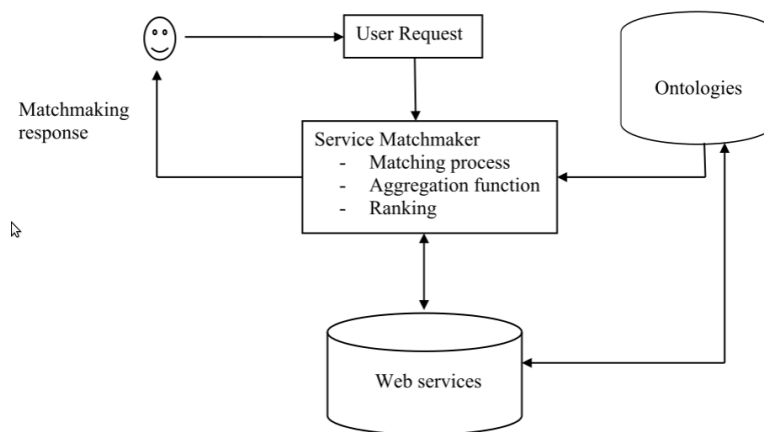 User Request
Ontologies
Matchmaking
response
Service Matchmaker
- Matching process
- Aggregation function
- Ranking
Web services